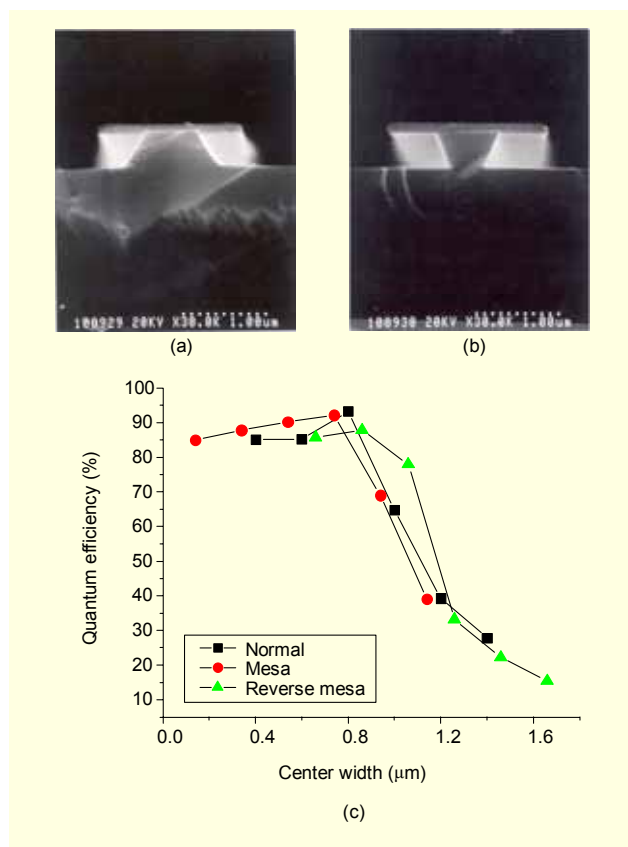 100929 20KV X30.0K 1.00um
(a)
100930 20KV X30.0K 1.00um
(b)
100
90
80
70
60
50
40
30
20
10
Quantum efficiency (%)
Normal
Mesa
Reverse mesa
0.0 0.4 0.8 1.2 1.6
Center width (μm)
(c)